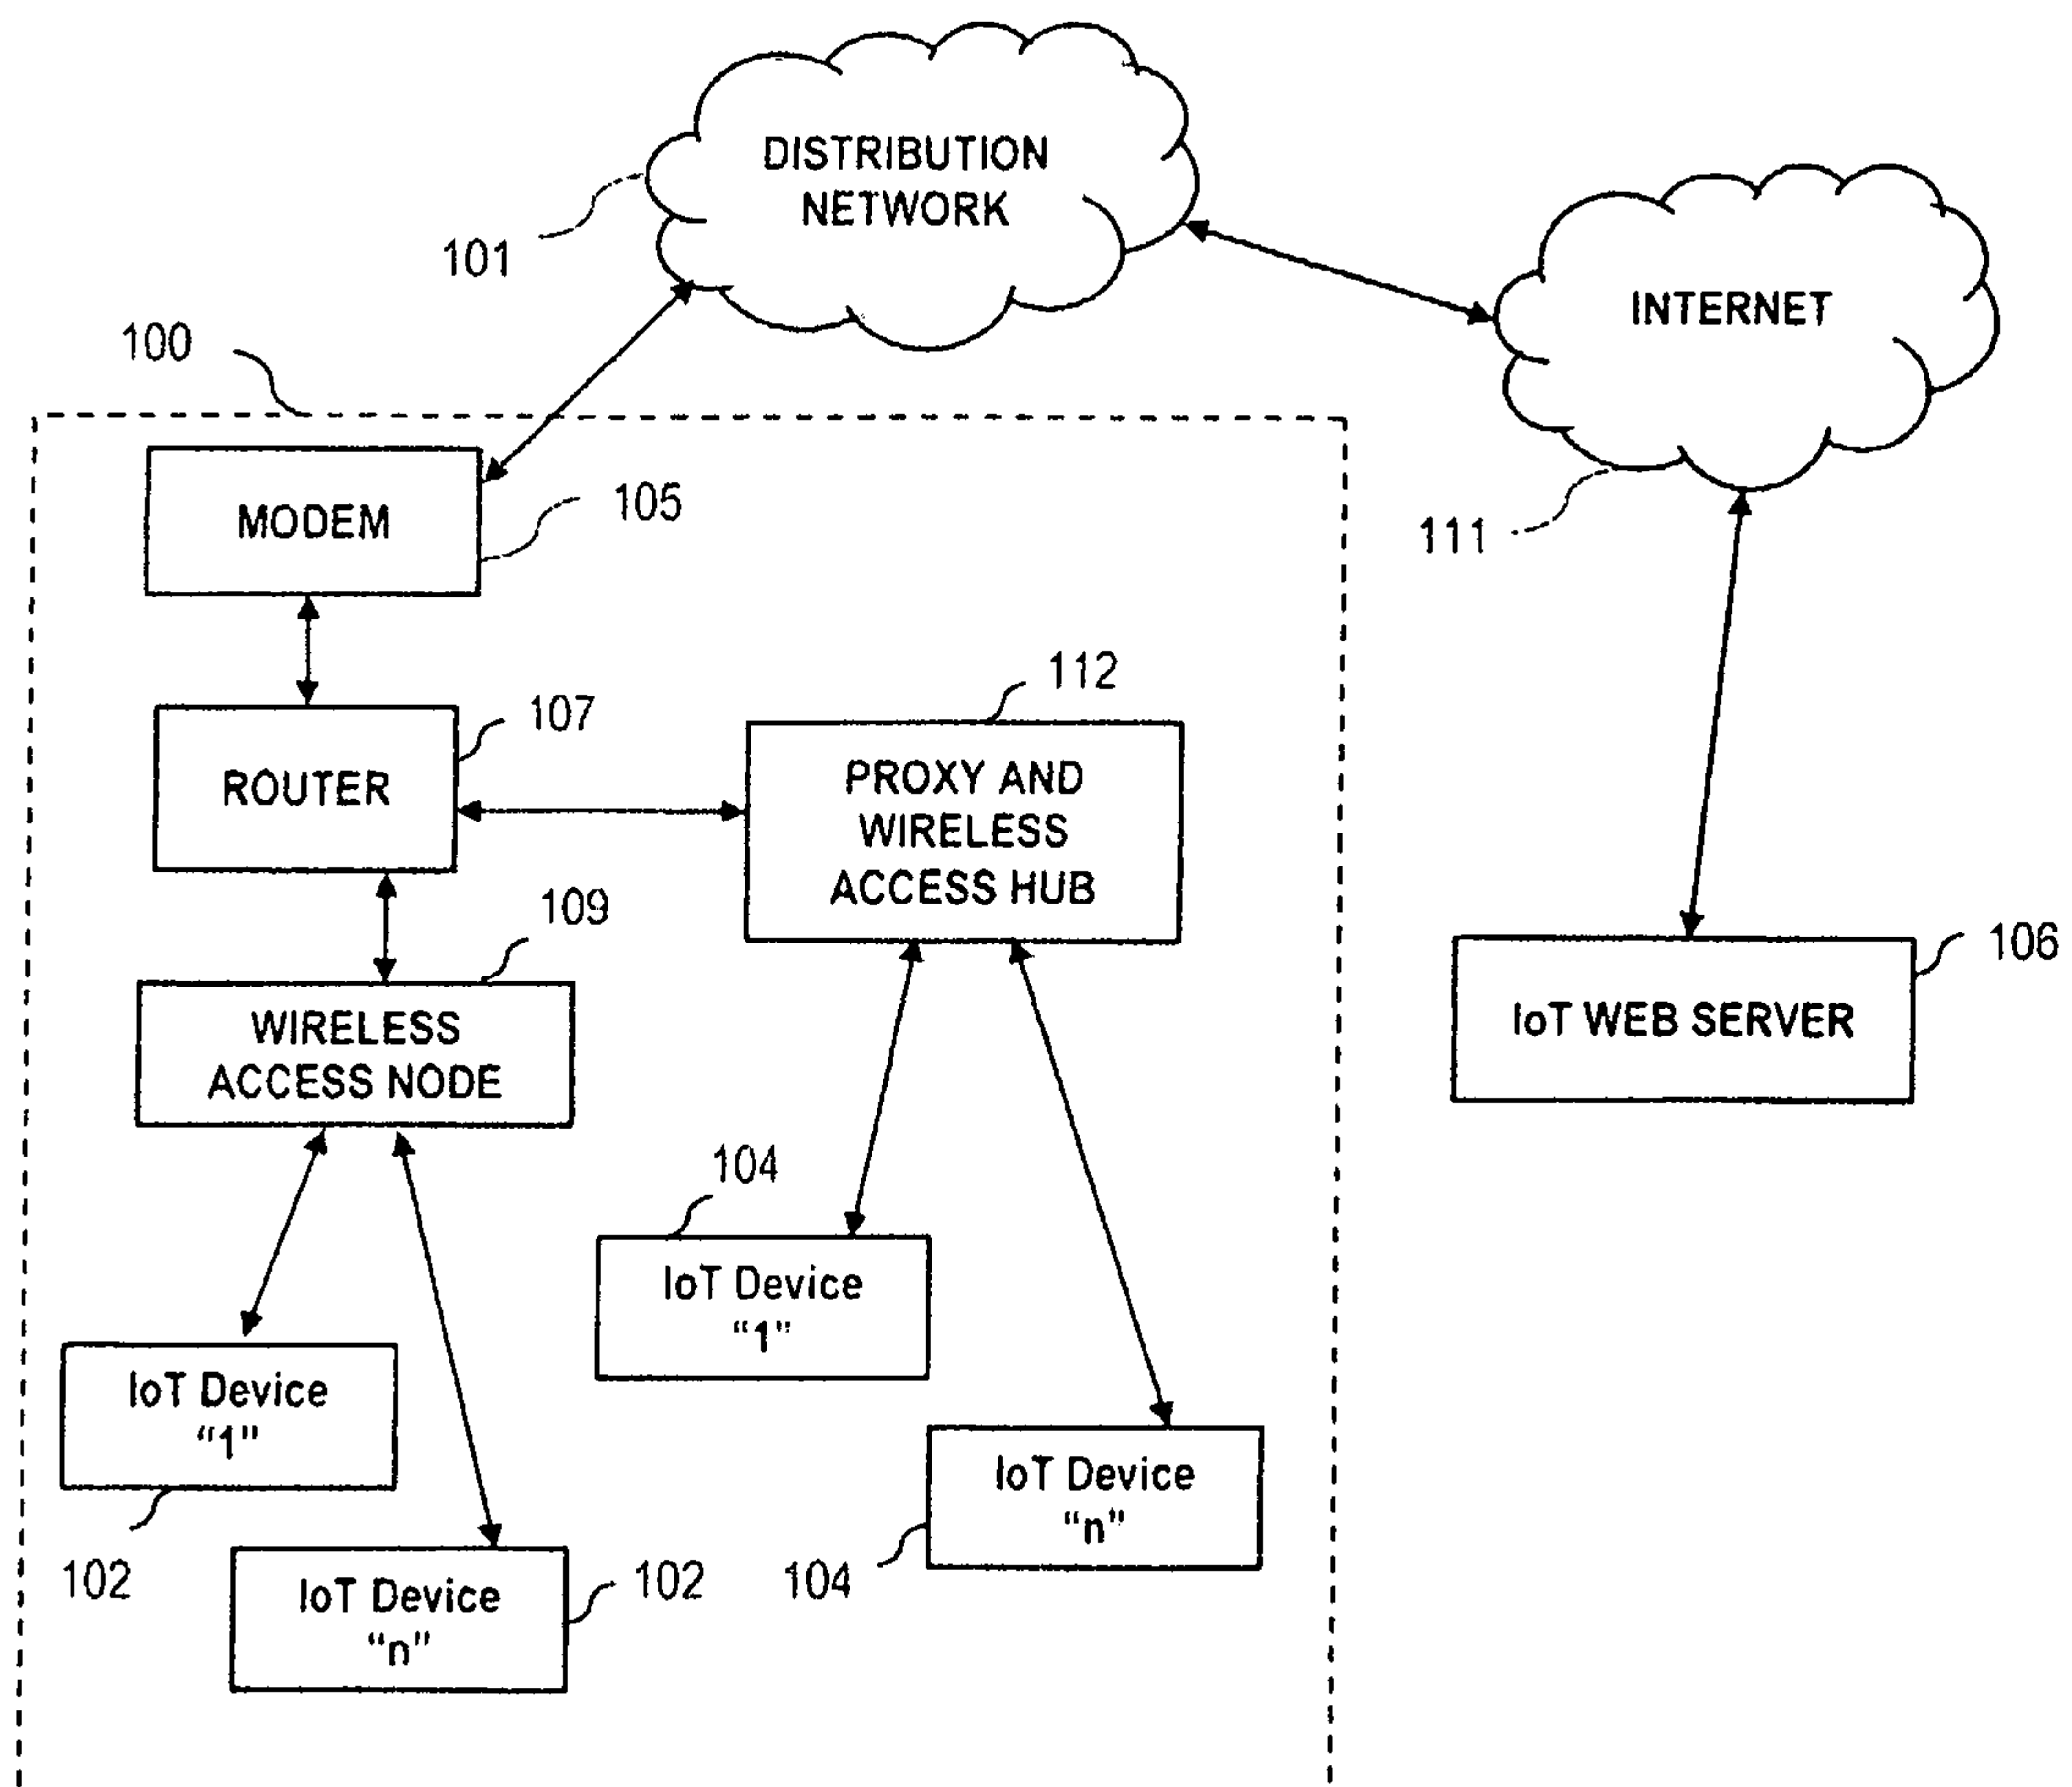 DISTRIBUTION
NETWORK
101
INTERNET
111
100
MODEM
105
ROUTER
107
112
PROXY AND
WIRELESS
ACCESS HUB
109
WIRELESS
ACCESS NODE
106
IoT WEB SERVER
104
IoT Device
“1”
IoT Device
“1”
102
IoT Device
“n”
104
IoT Device
“n”
102